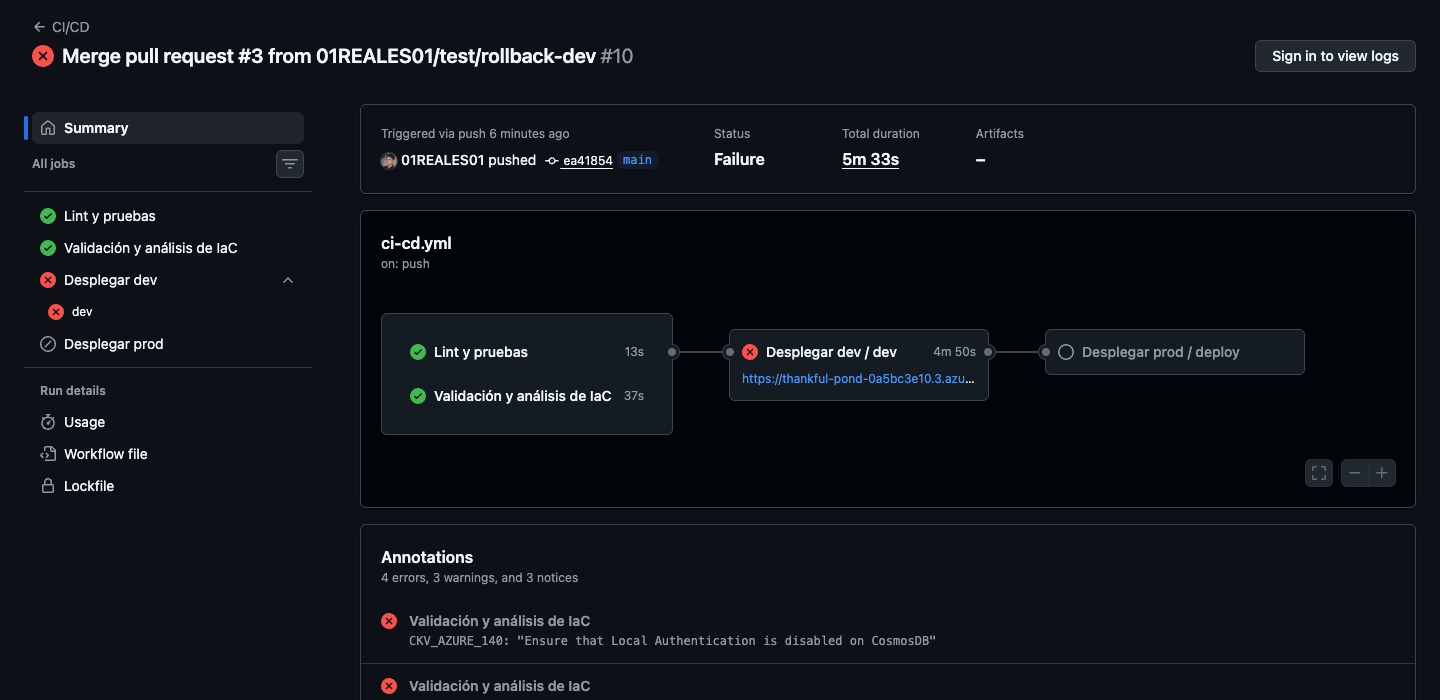 CI/CD
Merge pull request #3 from 01REALES01/test/rollback-dev #10
Sign in to view logs
Summary
All jobs
Lint y pruebas
Validación y análisis de IaC
Desplegar dev
dev
Desplegar prod
Run details
Usage
Workflow file
Lockfile
Triggered via push 6 minutes ago
01REALES01 pushed ea41854 main
Status
Failure
Total duration
5m 33s
Artifacts
–
ci-cd.yml
on: push
Lint y pruebas 13s
Validación y análisis de IaC 37s
Desplegar dev / dev 4m 50s
https://thankful-pond-0a5bc3e10.3.azu...
Desplegar prod / deploy
Annotations
4 errors, 3 warnings, and 3 notices
Validación y análisis de IaC
CKV_AZURE_140: "Ensure that Local Authentication is disabled on CosmosDB"
Validación y análisis de IaC